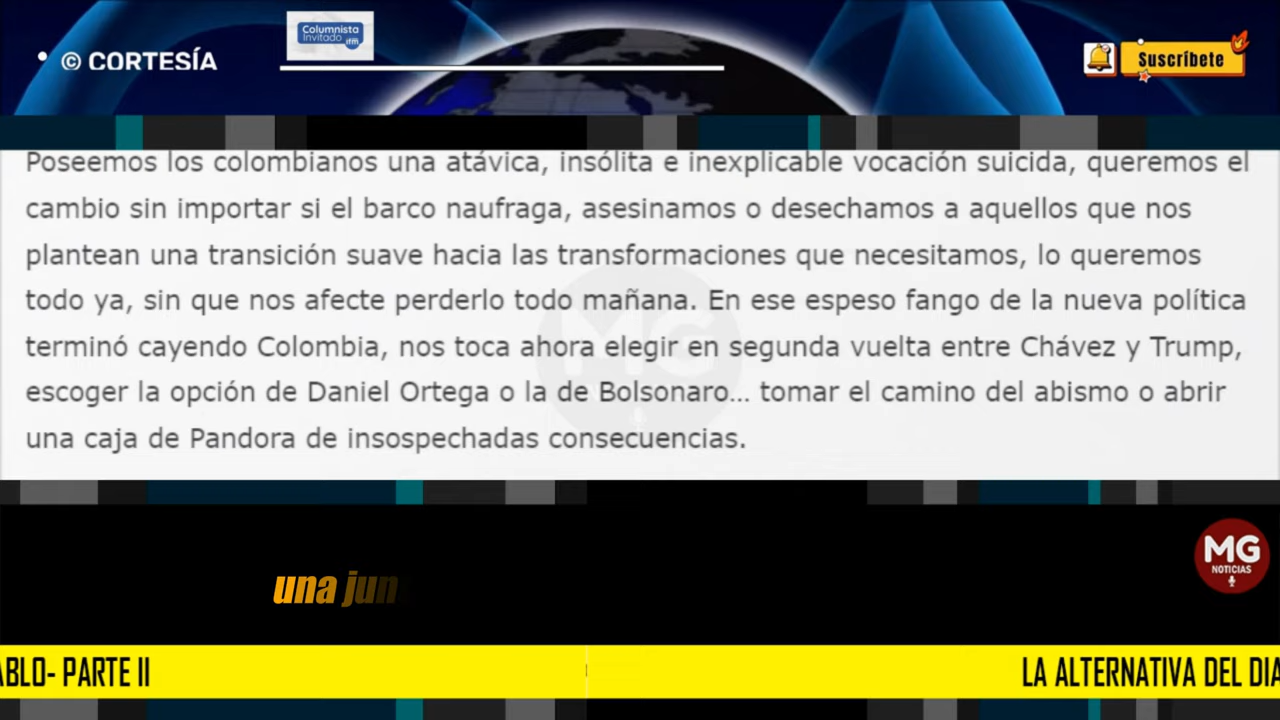 Columnista
Invitado ifm
© CORTESÍA
Suscríbete
Poseemos los colombianos una atávica, insólita e inexplicable vocación suicida, queremos el
cambio sin importar si el barco naufraga, asesinamos o desechamos a aquellos que nos
plantean una transición suave hacia las transformaciones que necesitamos, lo queremos
todo ya, sin que nos afecte perderlo todo mañana. En ese espeso fango de la nueva política
terminó cayendo Colombia, nos toca ahora elegir en segunda vuelta entre Chávez y Trump,
escoger la opción de Daniel Ortega o la de Bolsonaro... tomar el camino del abismo o abrir
una caja de Pandora de insospechadas consecuencias.
MG
NOTICIAS
una jun
ABLO- PARTE II
LA ALTERNATIVA DEL DIA